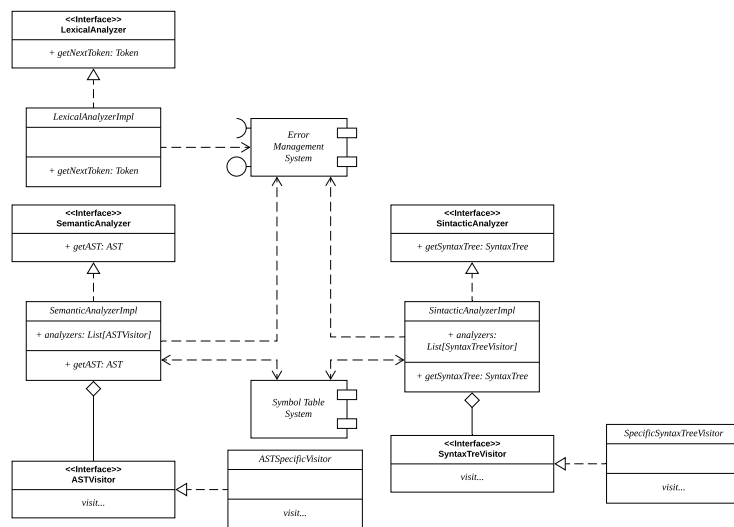 <<Interface>>
LexicalAnalyzer
+ getNextToken: Token
LexicalAnalyzerImpl
+ getNextToken: Token
Error
Management
System
<<Interface>>
SemanticAnalyzer
+ getAST: AST
<<Interface>>
SintacticAnalyzer
+ getSyntaxTree: SyntaxTree
SemanticAnalyzerImpl
+ analyzers: List[ASTVisitor]
+ getAST: AST
SintacticAnalyzerImpl
+ analyzers:
List[SyntaxTreeVisitor]
+ getSyntaxTree: SyntaxTree
Symbol Table
System
<<Interface>>
ASTVisitor
visit...
ASTSpecificVisitor
visit...
<<Interface>>
SyntaxTreVisitor
visit...
SpecificSyntaxTreeVisitor
visit...